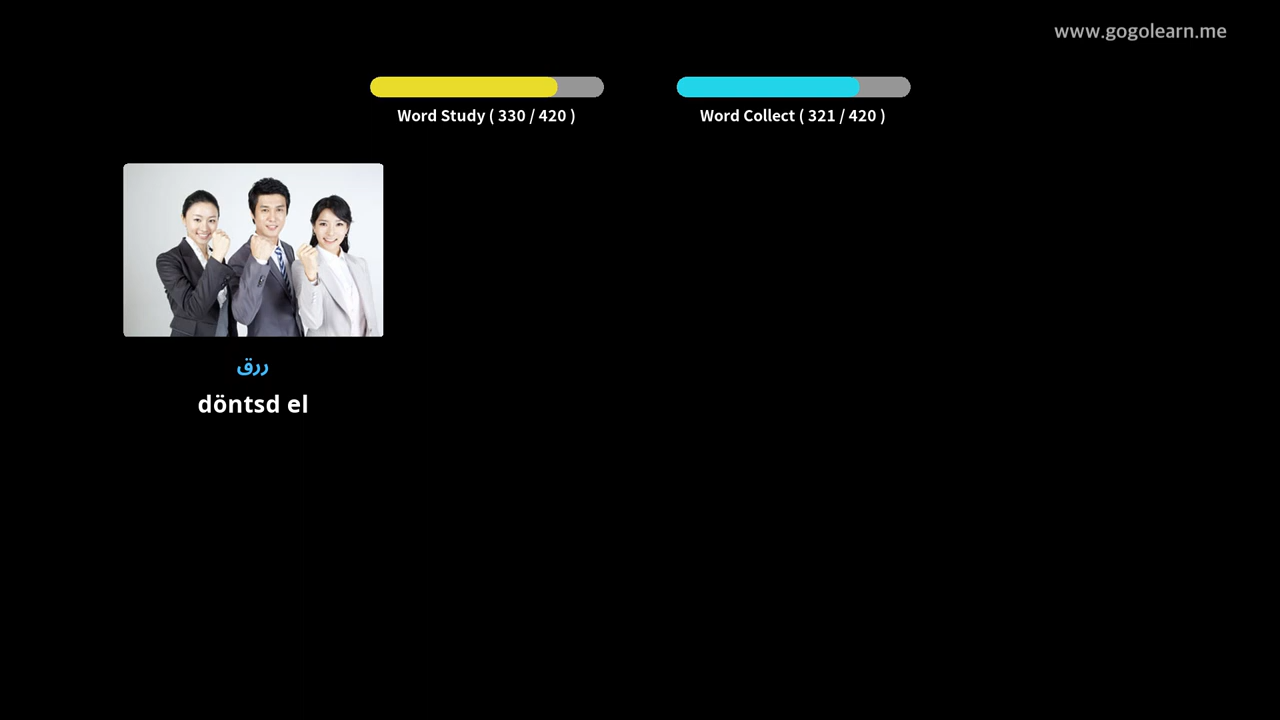 www.gogolearn.me
Word Study ( 330 / 420 )
Word Collect ( 321 / 420 )
ررق
döntsd el